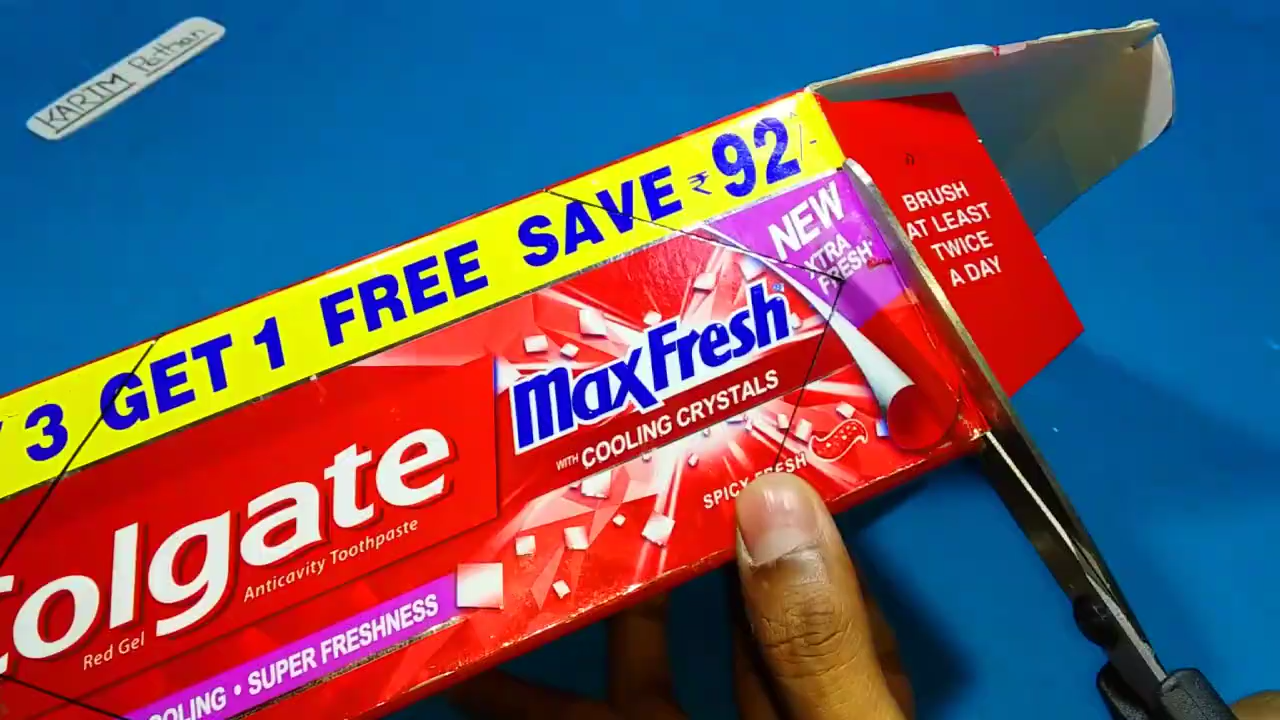 KARIM Pathan
3 GET 1 FREE SAVE ₹92^/-
NEW
XTRA
FRESH*
BRUSH
AT LEAST
TWICE
A DAY
MaxFresh®
WITH COOLING CRYSTALS
SPICY FRESH
Colgate
Anticavity Toothpaste
Red Gel
COOLING • SUPER FRESHNESS